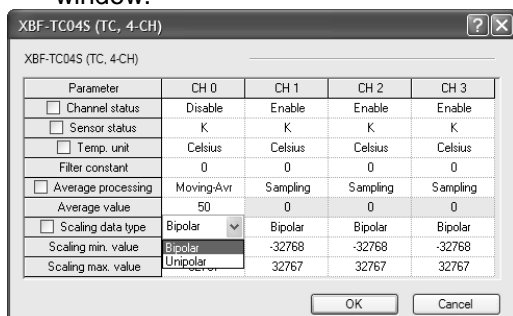 window.
XBF-TC04S (TC, 4-CH)
XBF-TC04S (TC, 4-CH)
Parameter CH 0 CH 1 CH 2 CH 3
Channel status Disable Enable Enable Enable
Sensor status K K K K
Temp. unit Celsius Celsius Celsius Celsius
Filter constant 0 0 0 0
Average processing Moving-Avr Sampling Sampling Sampling
Average value 50 0 0 0
Scaling data type Bipolar Bipolar Bipolar Bipolar
Scaling min. value Bipolar -32768 -32768 -32768
Unipolar
Scaling max. value 32767 32767 32767
OK Cancel